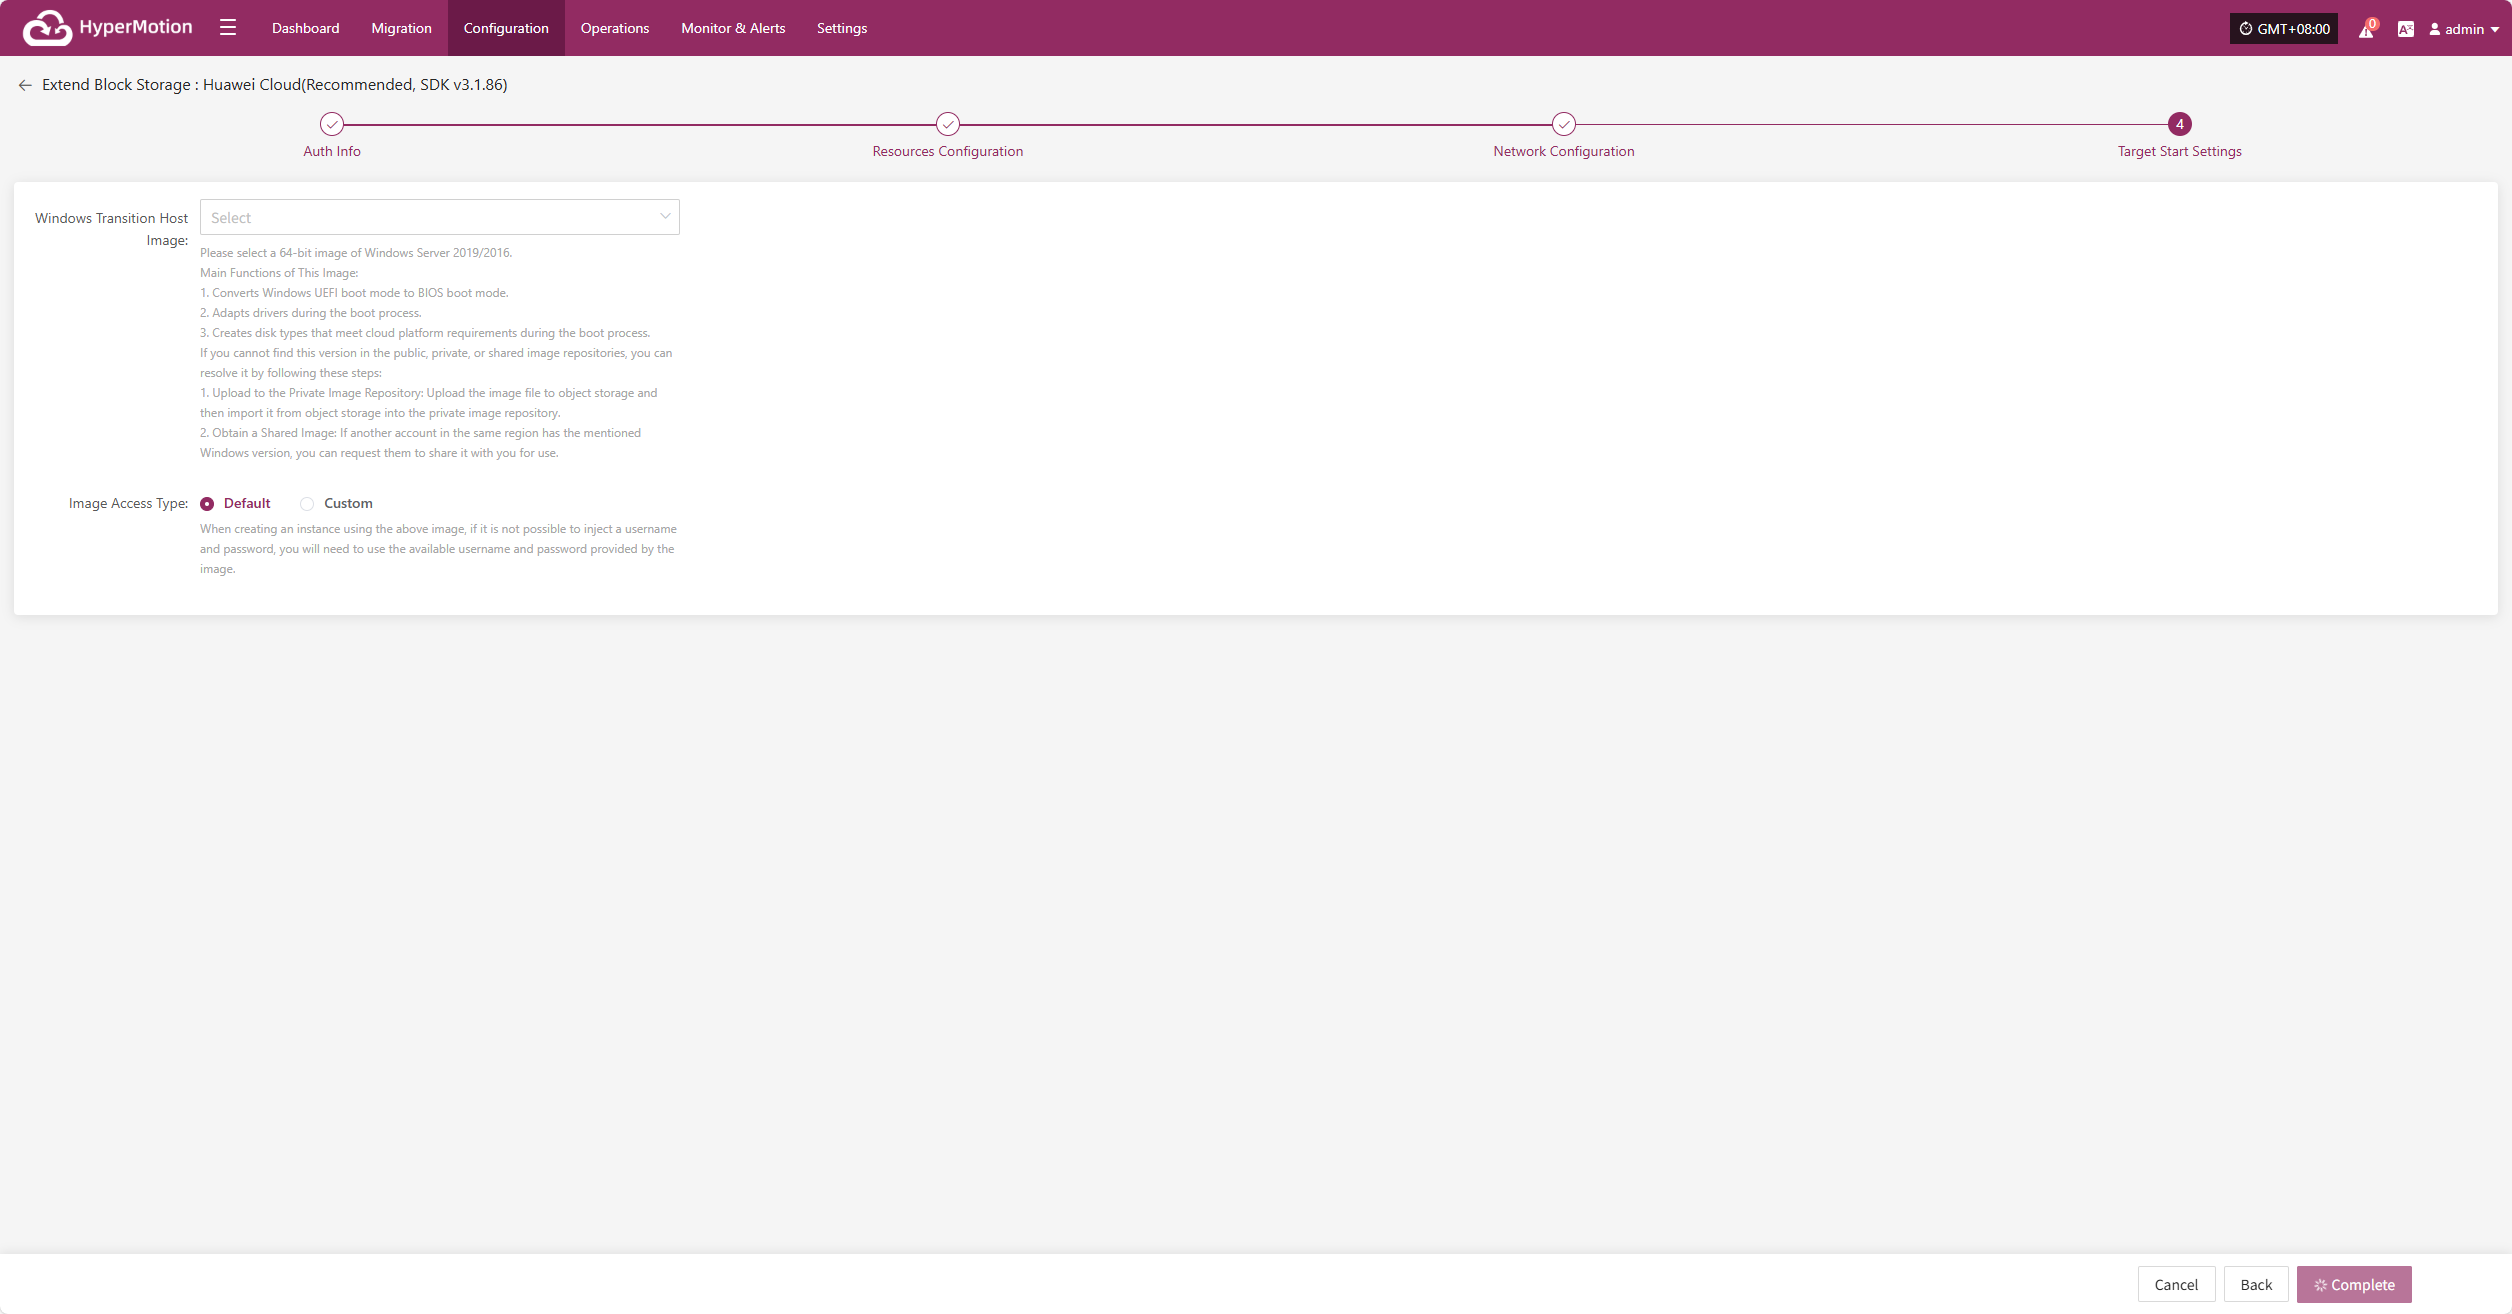 HyperMotion
Dashboard
Migration
Configuration
Operations
Monitor & Alerts
Settings
GMT+08:00
0
admin
Extend Block Storage : Huawei Cloud(Recommended, SDK v3.1.86)
4
Auth Info
Resources Configuration
Network Configuration
Target Start Settings
Windows Transition Host
Image:
Select
Please select a 64-bit image of Windows Server 2019/2016.
Main Functions of This Image:
1. Converts Windows UEFI boot mode to BIOS boot mode.
2. Adapts drivers during the boot process.
3. Creates disk types that meet cloud platform requirements during the boot process.
If you cannot find this version in the public, private, or shared image repositories, you can
resolve it by following these steps:
1. Upload to the Private Image Repository: Upload the image file to object storage and
then import it from object storage into the private image repository.
2. Obtain a Shared Image: If another account in the same region has the mentioned
Windows version, you can request them to share it with you for use.
Image Access Type:
Default
Custom
When creating an instance using the above image, if it is not possible to inject a username
and password, you will need to use the available username and password provided by the
image.
Cancel
Back
Complete